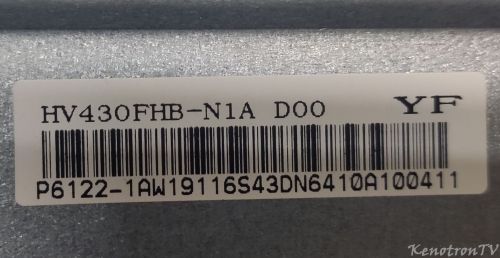 HV430FHB-N1A D00 YF
P6122-1AW19116S43DN6410A100411
KenotronTV